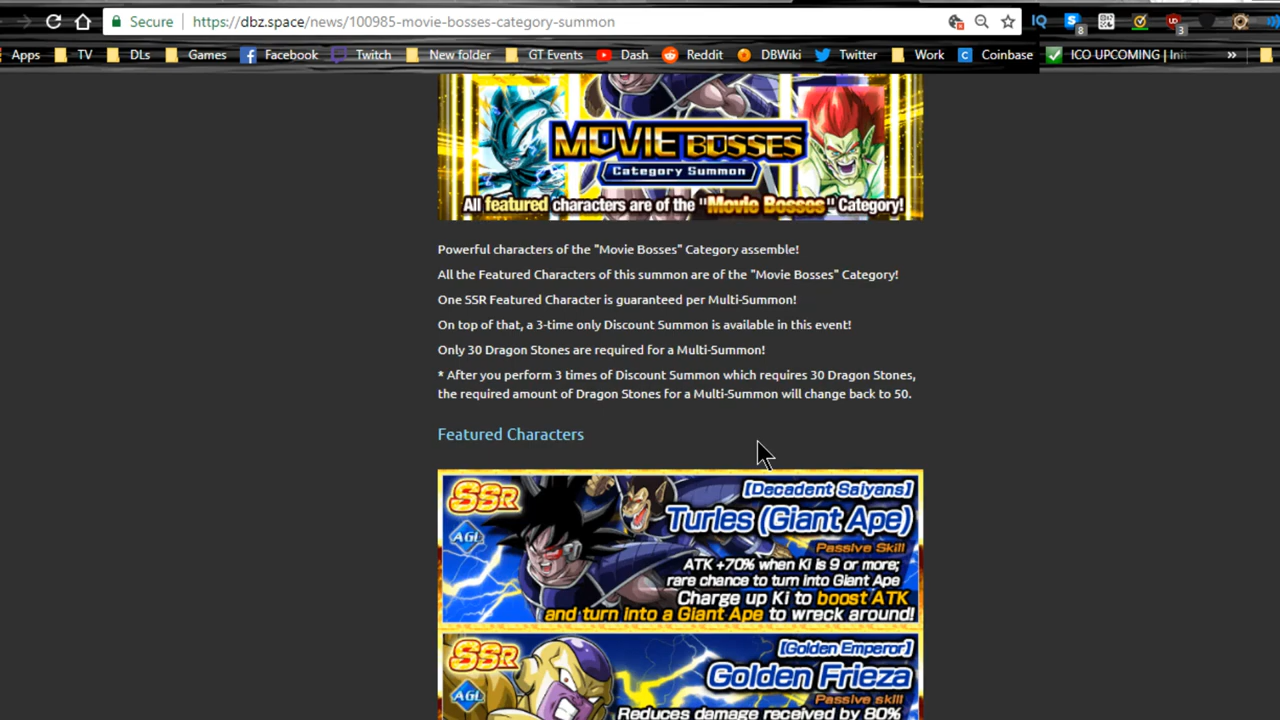 Secure https://dbz.space/news/100985-movie-bosses-category-summon
8
3
Apps TV DLs Games Facebook Twitch New folder GT Events Dash Reddit DBWiki Twitter Work Coinbase ICO UPCOMING | Ini »
MOVIE BOSSES
Category Summon
All featured characters are of the "Movie Bosses" Category!
Powerful characters of the "Movie Bosses" Category assemble!
All the Featured Characters of this summon are of the "Movie Bosses" Category!
One SSR Featured Character is guaranteed per Multi-Summon!
On top of that, a 3-time only Discount Summon is available in this event!
Only 30 Dragon Stones are required for a Multi-Summon!
* After you perform 3 times of Discount Summon which requires 30 Dragon Stones,
the required amount of Dragon Stones for a Multi-Summon will change back to 50.
Featured Characters
SSR
AGL
[Decadent Saiyans]
Turles (Giant Ape)
Passive Skill
ATK +70% when Ki is 9 or more;
rare chance to turn into Giant Ape
Charge up Ki to boost ATK
and turn into a Giant Ape to wreck around!
SSR
AGL
[Golden Emperor]
Golden Frieza
Passive skill
Reduces damage received by 80%